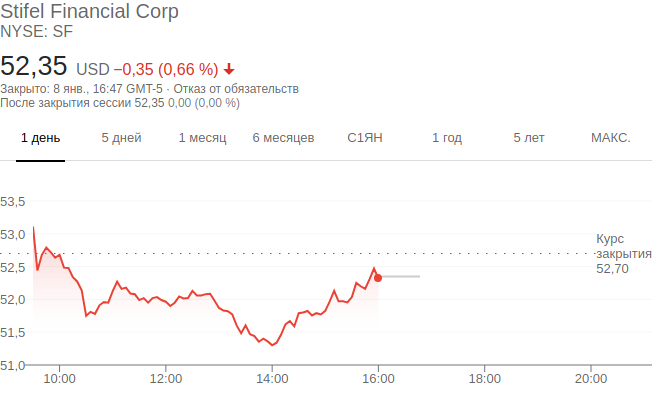 Stifel Financial Corp
NYSE: SF
52,35 USD −0,35 (0,66 %)
Закрыто: 8 янв., 16:47 GMT-5 · Отказ от обязательств
После закрытия сессии 52,35 0,00 (0,00 %)
1 день 5 дней 1 месяц 6 месяцев С1ЯН 1 год 5 лет МАКС.
53,5
53,0
Курс
закрытия
52,70
52,5
52,0
51,5
51,0
10:00 12:00 14:00 16:00 18:00 20:00